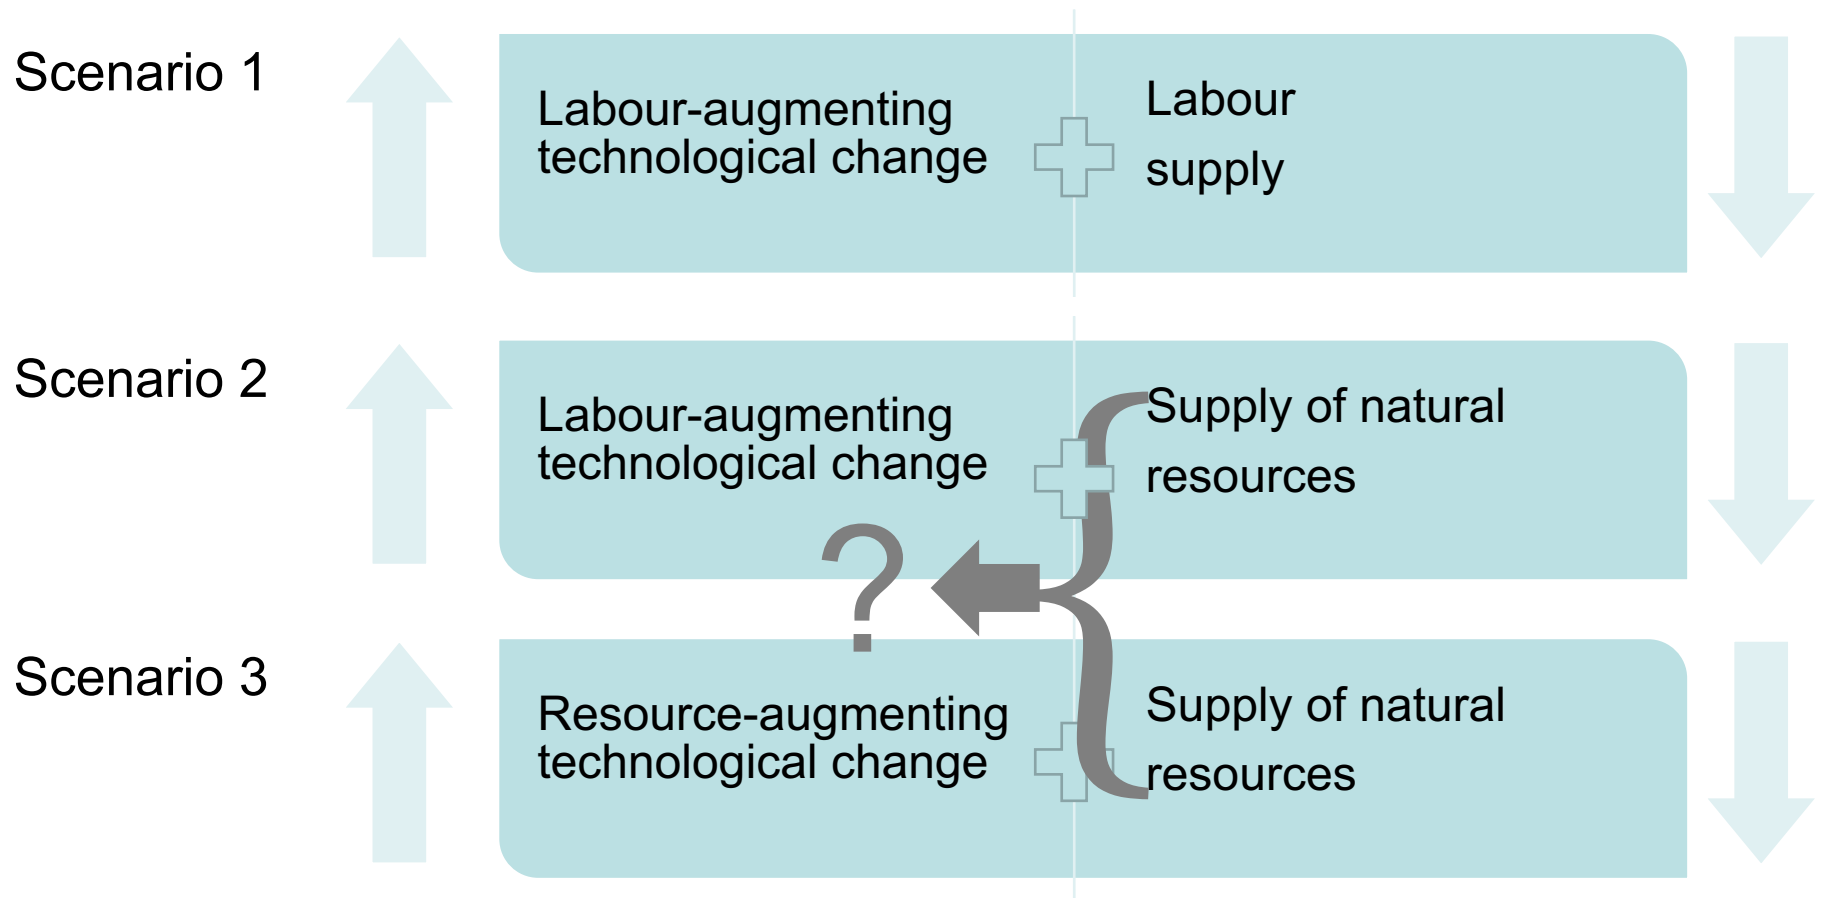 Scenario 1
Labour-augmenting
technological change
Labour
supply
Scenario 2
Labour-augmenting
technological change
Supply of natural
resources
?
Scenario 3
Resource-augmenting
technological change
Supply of natural
resources